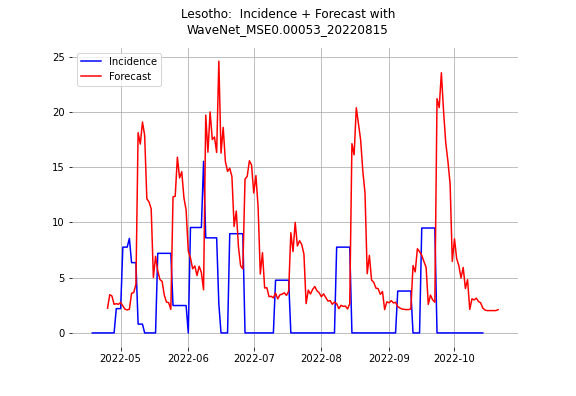 Lesotho:  Incidence + Forecast with
WaveNet_MSE0.00053_20220815
Incidence
Forecast
25
20
15
10
5
0
2022-05 2022-06 2022-07 2022-08 2022-09 2022-10